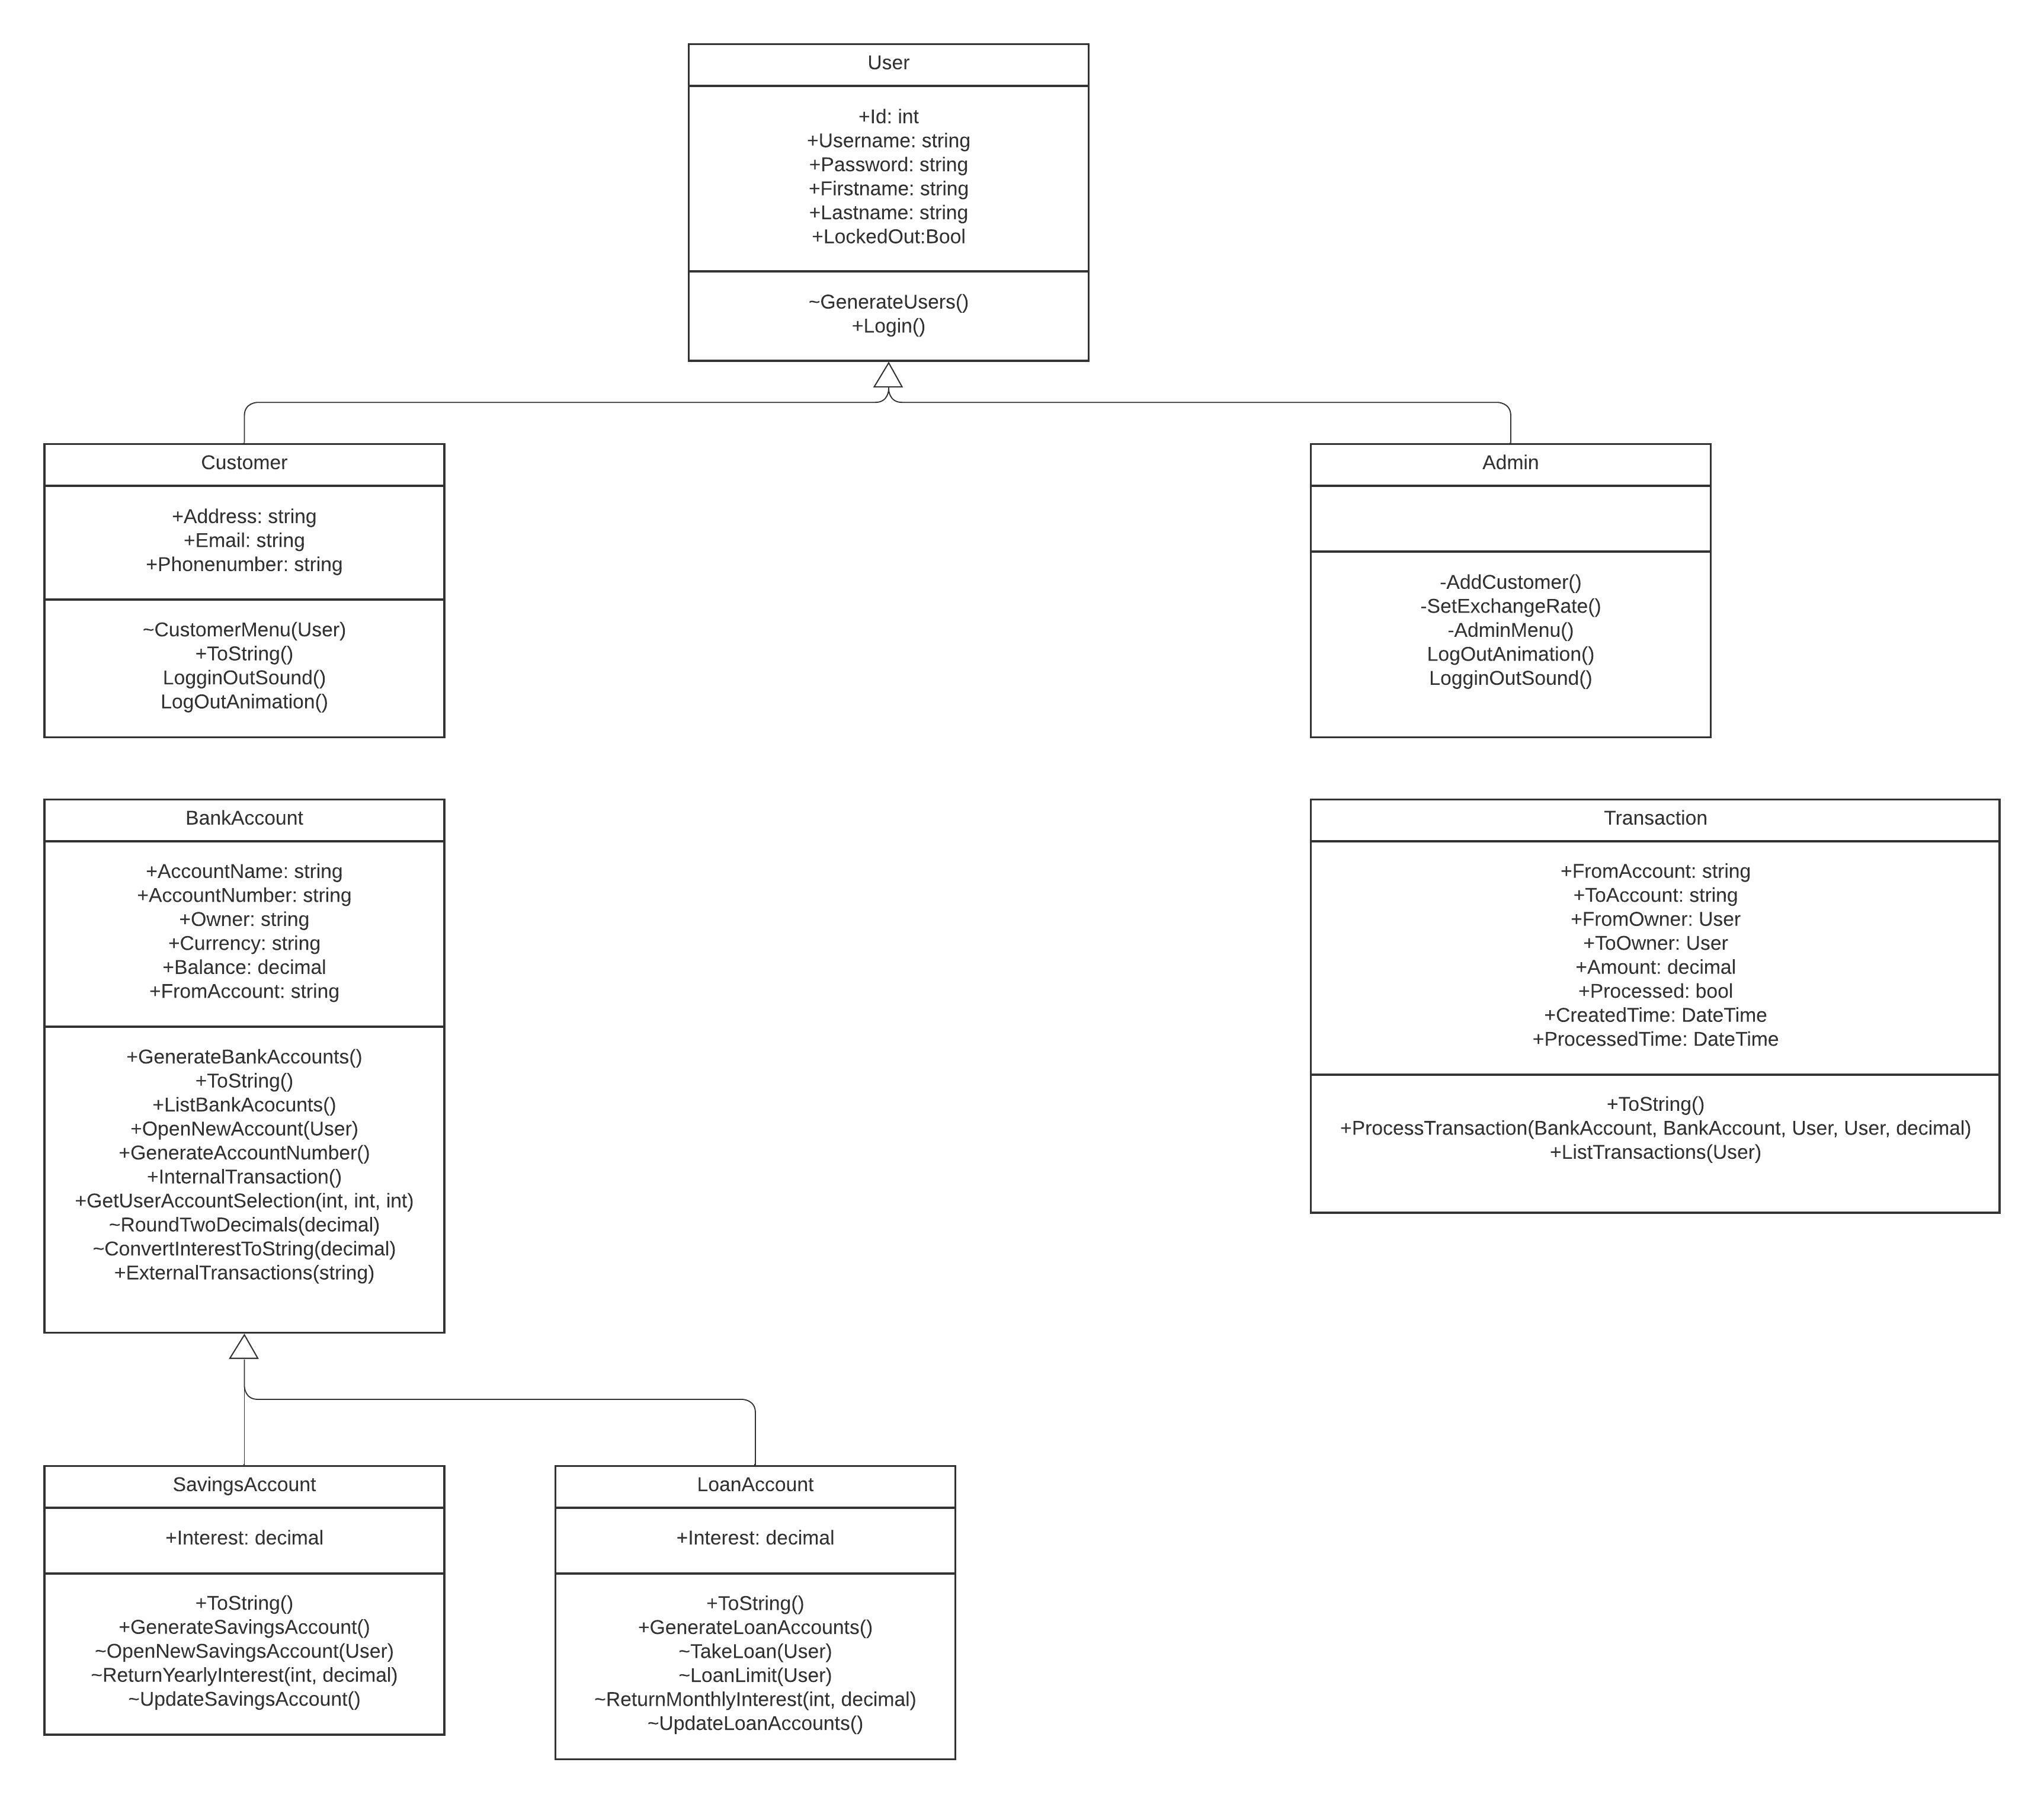 User
+Id: int
+Username: string
+Password: string
+Firstname: string
+Lastname: string
+LockedOut:Bool
~GenerateUsers()
+Login()
Customer
+Address: string
+Email: string
+Phonenumber: string
~CustomerMenu(User)
+ToString()
LogginOutSound()
LogOutAnimation()
Admin
-AddCustomer()
-SetExchangeRate()
-AdminMenu()
LogOutAnimation()
LogginOutSound()
BankAccount
+AccountName: string
+AccountNumber: string
+Owner: string
+Currency: string
+Balance: decimal
+FromAccount: string
+GenerateBankAccounts()
+ToString()
+ListBankAcocunts()
+OpenNewAccount(User)
+GenerateAccountNumber()
+InternalTransaction()
+GetUserAccountSelection(int, int, int)
~RoundTwoDecimals(decimal)
~ConvertInterestToString(decimal)
+ExternalTransactions(string)
Transaction
+FromAccount: string
+ToAccount: string
+FromOwner: User
+ToOwner: User
+Amount: decimal
+Processed: bool
+CreatedTime: DateTime
+ProcessedTime: DateTime
+ToString()
+ProcessTransaction(BankAccount, BankAccount, User, User, decimal)
+ListTransactions(User)
SavingsAccount
+Interest: decimal
+ToString()
+GenerateSavingsAccount()
~OpenNewSavingsAccount(User)
~ReturnYearlyInterest(int, decimal)
~UpdateSavingsAccount()
LoanAccount
+Interest: decimal
+ToString()
+GenerateLoanAccounts()
~TakeLoan(User)
~LoanLimit(User)
~ReturnMonthlyInterest(int, decimal)
~UpdateLoanAccounts()